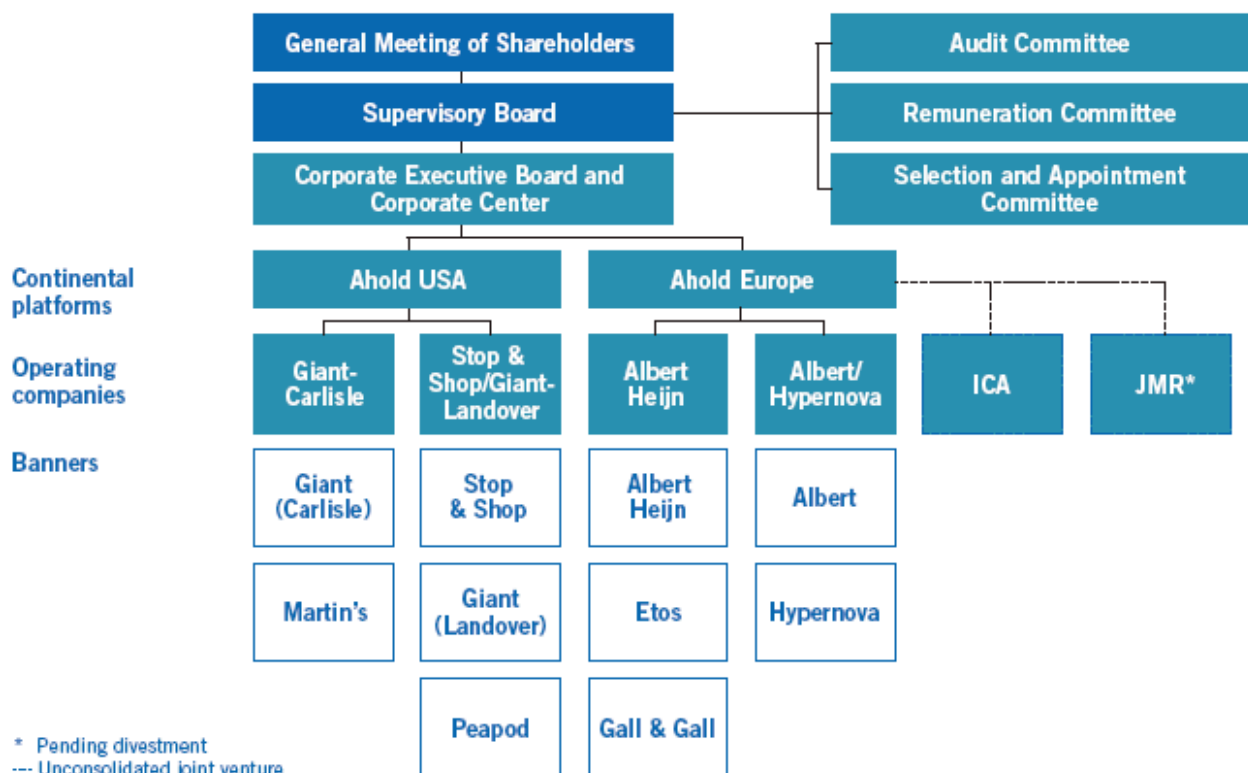 General Meeting of Shareholders
Audit Committee
Supervisory Board
Remuneration Committee
Corporate Executive Board and
Corporate Center
Selection and Appointment
Committee
Continental
platforms
Ahold USA
Ahold Europe
Operating
companies
Giant-
Carlisle
Stop &
Shop/Giant-
Landover
Albert
Heijn
Albert/
Hypernova
ICA
JMR*
Banners
Giant
(Carlisle)
Stop
& Shop
Albert
Heijn
Albert
Martin's
Giant
(Landover)
Etos
Hypernova
Peapod
Gall & Gall
* Pending divestment
--- Unconsolidated joint venture